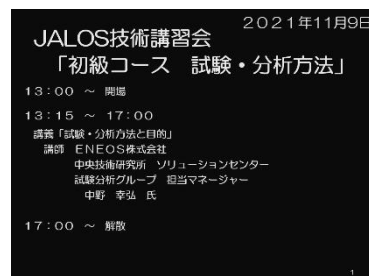 2021年11月9日
JALOS技術講習会
「初級コース　試験・分析方法」
13:00 ～ 開場
13:15 ～ 17:00
講義「試験・分析方法と目的」
講師　ENEOS株式会社
中央技術研究所　ソリューションセンター
試験分析グループ　担当マネージャー
中野　幸弘　氏
17:00 ～ 解散
1